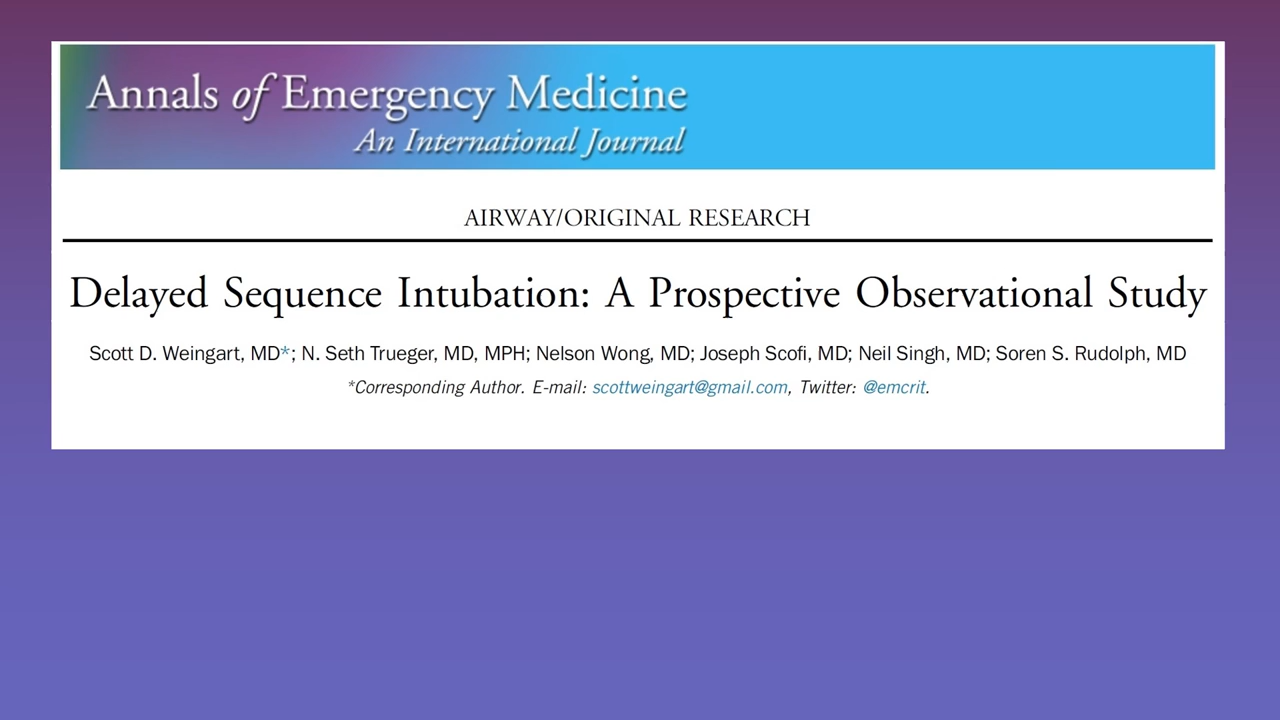 Annals of Emergency Medicine
An International Journal
AIRWAY/ORIGINAL RESEARCH
Delayed Sequence Intubation: A Prospective Observational Study
Scott D. Weingart, MD*; N. Seth Trueger, MD, MPH; Nelson Wong, MD; Joseph Scofi, MD; Neil Singh, MD; Soren S. Rudolph, MD
*Corresponding Author. E-mail: scottweingart@gmail.com, Twitter: @emcrit.